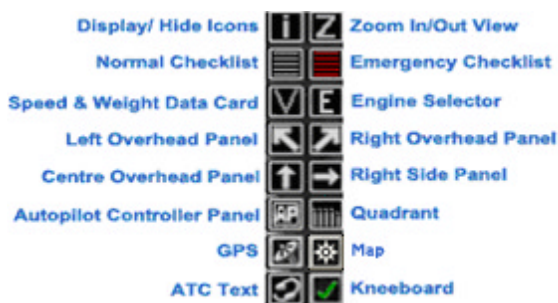 Display/ Hide Icons i Z Zoom In/Out View
Normal Checklist Emergency Checklist
Speed & Weight Data Card V E Engine Selector
Left Overhead Panel Right Overhead Panel
Centre Overhead Panel Right Side Panel
Autopilot Controller Panel AP Quadrant
GPS Map
ATC Text Kneeboard